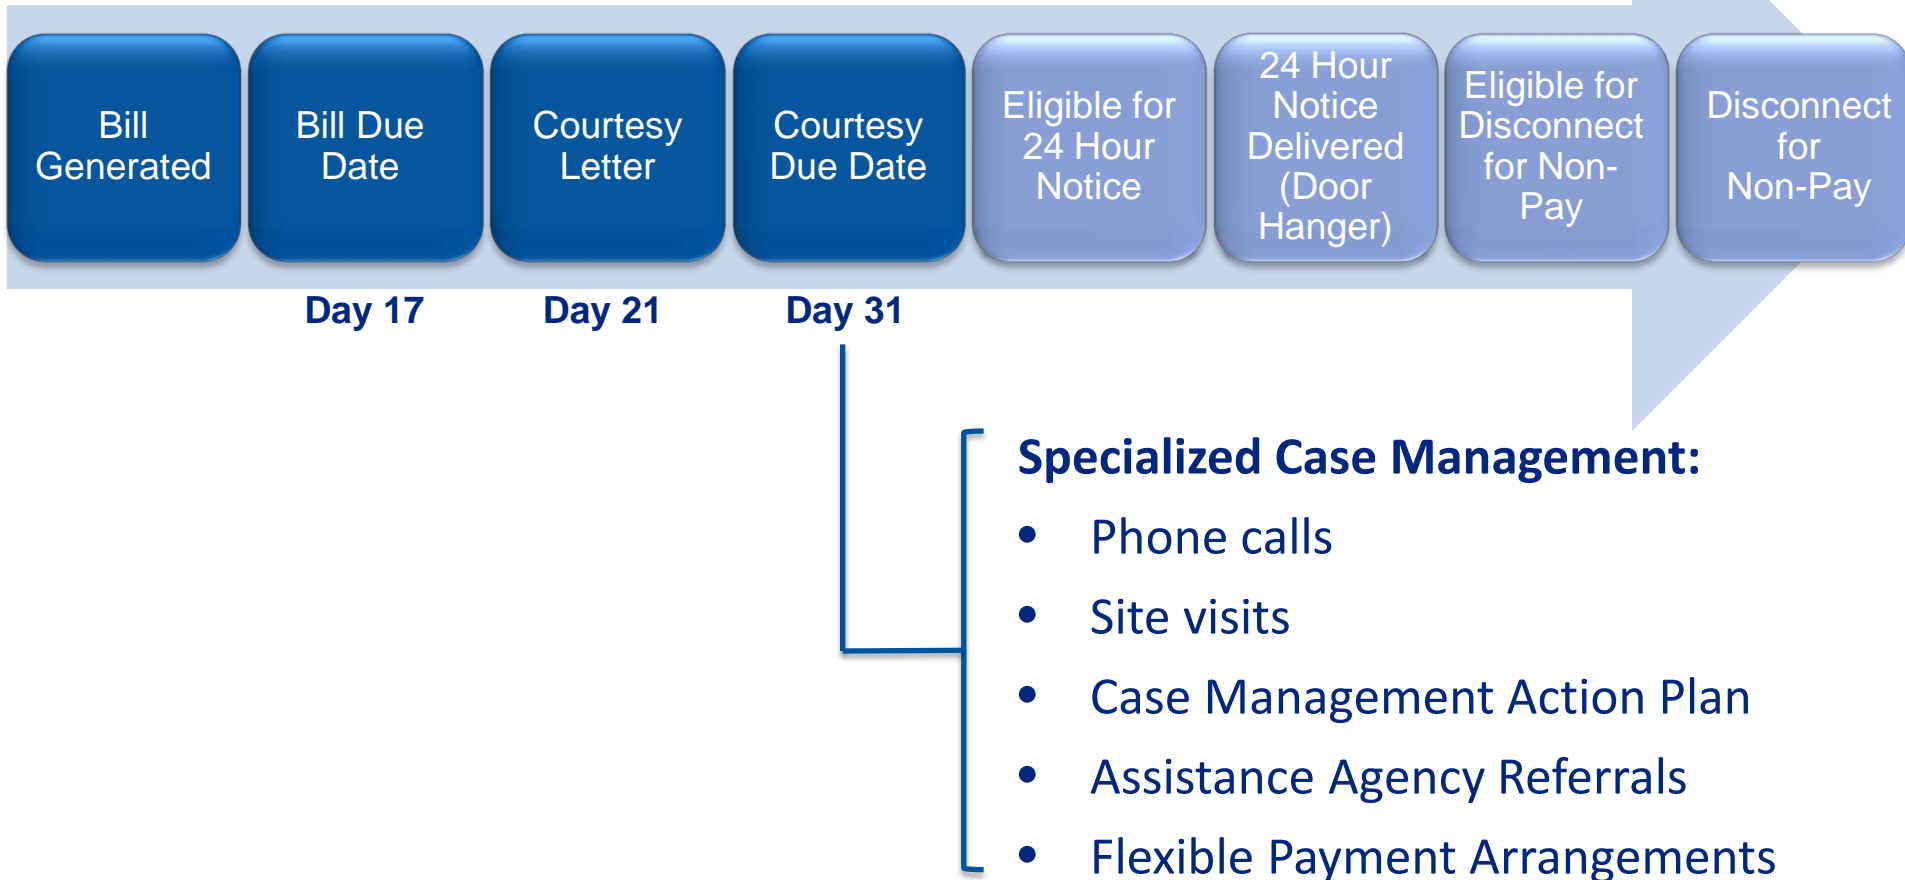 Bill
Generated
Bill Due
Date
Courtesy
Letter
Courtesy
Due Date
Eligible for
24 Hour
Notice
24 Hour
Notice
Delivered
(Door
Hanger)
Eligible for
Disconnect
for Non-
Pay
Disconnect
for
Non-Pay
Day 17
Day 21
Day 31
Specialized Case Management:
• Phone calls
• Site visits
• Case Management Action Plan
• Assistance Agency Referrals
• Flexible Payment Arrangements